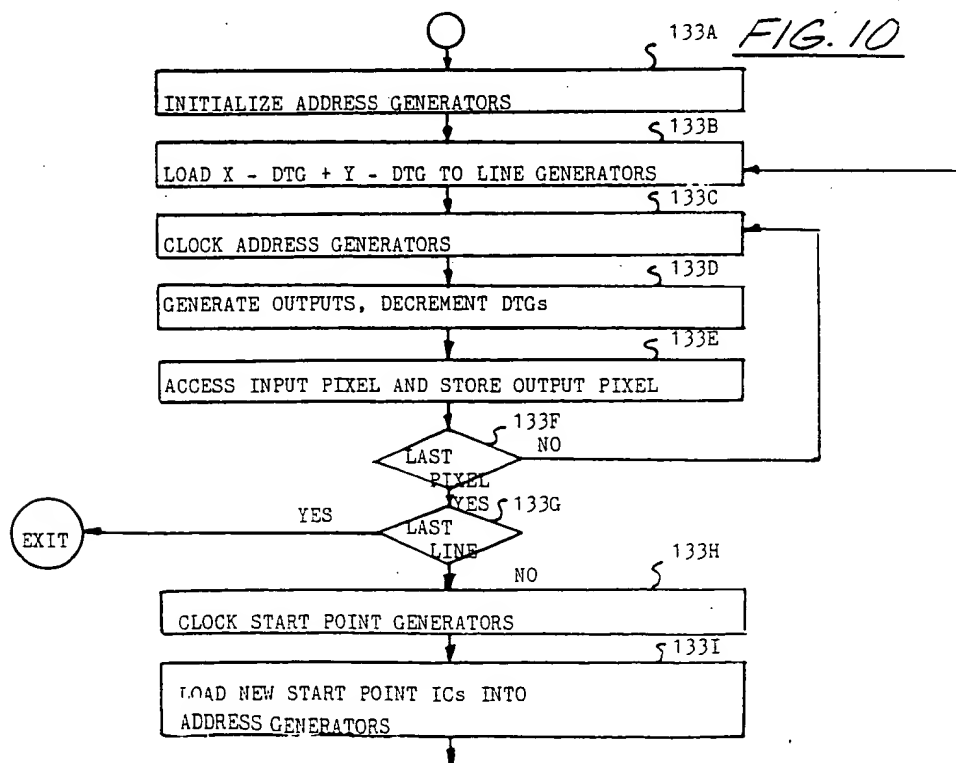 133A
FIG. 10
INITIALIZE ADDRESS GENERATORS
133B
LOAD X - DTG + Y - DTG TO LINE GENERATORS
133C
CLOCK ADDRESS GENERATORS
133D
GENERATE OUTPUTS, DECREMENT DTGs
133E
ACCESS INPUT PIXEL AND STORE OUTPUT PIXEL
133F
NO
LAST
PIXEL
YES
133G
YES
LAST
LINE
EXIT
NO
133H
CLOCK START POINT GENERATORS
133I
LOAD NEW START POINT ICs INTO
ADDRESS GENERATORS